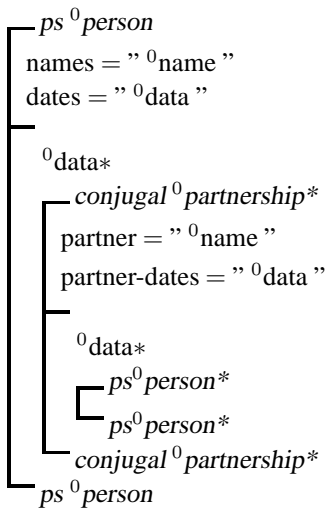 ps ⁰person
names = ” ⁰name ”
dates = ” ⁰data ”
⁰data*
conjugal ⁰partnership*
partner = ” ⁰name ”
partner-dates = ” ⁰data ”
⁰data*
ps⁰person*
ps⁰person*
conjugal ⁰partnership*
ps ⁰person